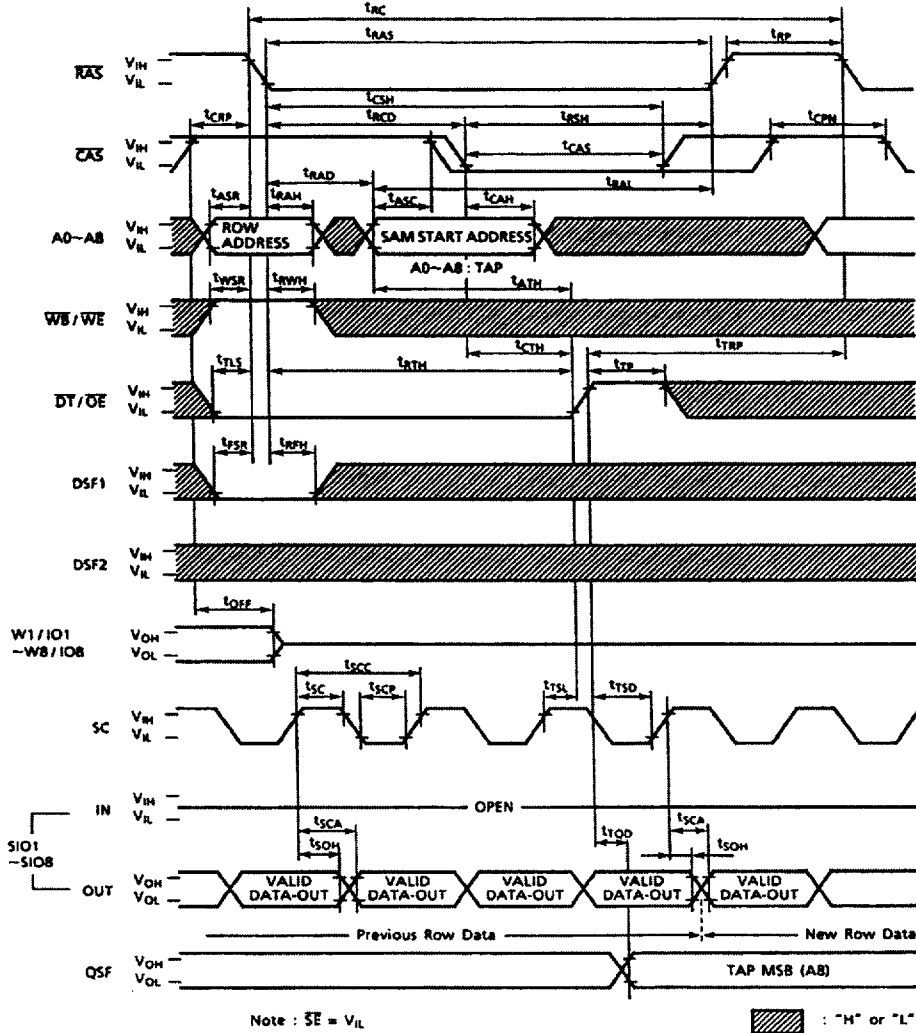 tRC
tRAS
tRP
RAS VIH VIL
tCSH
tCRP tRCD tRSH tCPN
CAS VIH VIL
tCAS
tRAD tRAL
tASR tRAH tASC tCAH
A0~A8 VIH VIL ROW ADDRESS SAM START ADDRESS
A0~A8 : TAP
tWSR tRWH tATH
WB / WE VIH VIL
tCTH tTRP
tTLS tRTH tTP
DT / OE VIH VIL
tFSR tRFH
DSF1 VIH VIL
DSF2 VIH VIL
tOFF
W1 / IO1 ~W8 / IO8 VOH VOL
tSCC
tSC tSCP tTSL tTSD
SC VIH VIL
IN VIH VIL OPEN
SIO1 ~SIO8
tSCA tTQD tSCA
tSOH tSOH
OUT VOH VOL VALID DATA-OUT VALID DATA-OUT VALID DATA-OUT VALID DATA-OUT VALID DATA-OUT
Previous Row Data New Row Data
QSF VOH VOL TAP MSB (A8)
Note : SE = VIL : "H" or "L"